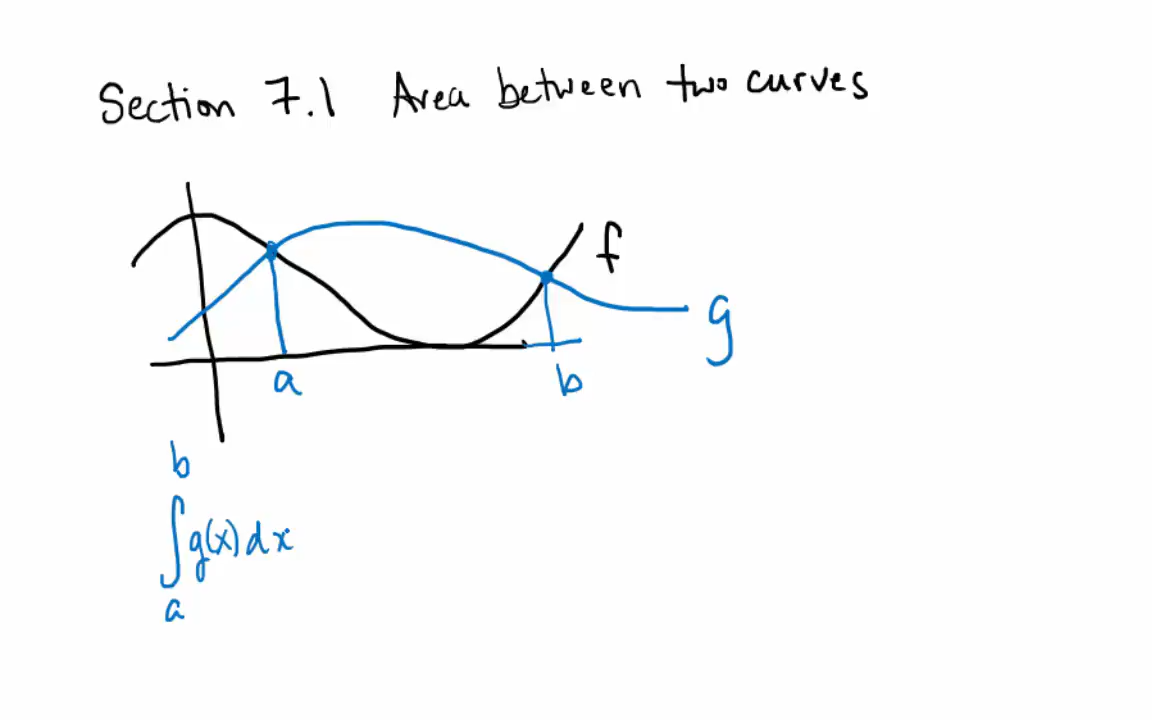 Section 7.1 Area between two curves
f
g
a b
b
∫ g(x) dx
a